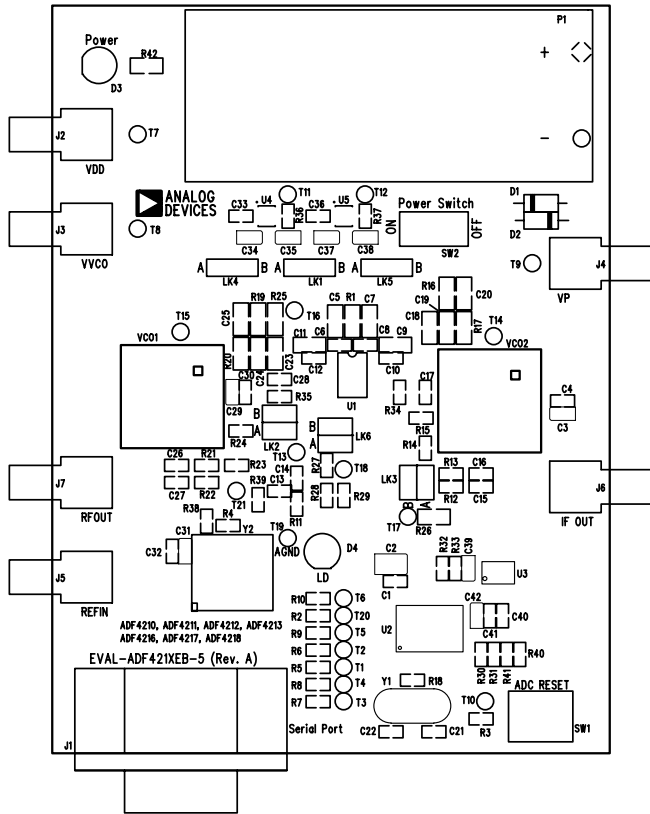 P1
Power
R42
+
D3
J2
T7
VDD
-
ANALOG
DEVICES
J3
T8
VVCO
C33
U4
T11
R36
C36
U5
T12
R37
C34
C35
C37
C38
Power Switch
ON
OFF
SW2
D1
D2
A
B
A
B
A
B
LK4
LK1
LK5
T9
J4
VP
R16
C20
C19
C18
R17
T14
C25
R19
R25
T16
C5
R1
C7
T15
C11
C6
C8
C9
VCO1
R20
C24
C23
C12
C10
VCO2
C30
C28
C29
R35
U1
R34
C17
C4
C3
B
A
LK2
B
A
LK6
R24
R15
R14
T13
C26
R21
R23
C14
R27
T18
LK3
R13
C16
J7
C27
R22
T21
R39
C13
R28
R29
B
A
R12
C15
J6
RFOUT
R38
R4
R11
T17
R26
IF OUT
Y2
T19
AGND
D4
LD
C31
C32
C2
C1
R32
R33
C39
U3
J5
REFIN
R10
T6
R2
T20
R9
T5
R6
T2
R5
T1
R8
T4
R7
T3
U2
C42
C41
C40
ADF4210, ADF4211, ADF4212, ADF4213
ADF4216, ADF4217, ADF4218
EVAL-ADF421XEB-5 (Rev. A)
R30
R31
R41
R40
Y1
R18
ADC RESET
T10
R3
SW1
Serial Port
C22
C21
J1